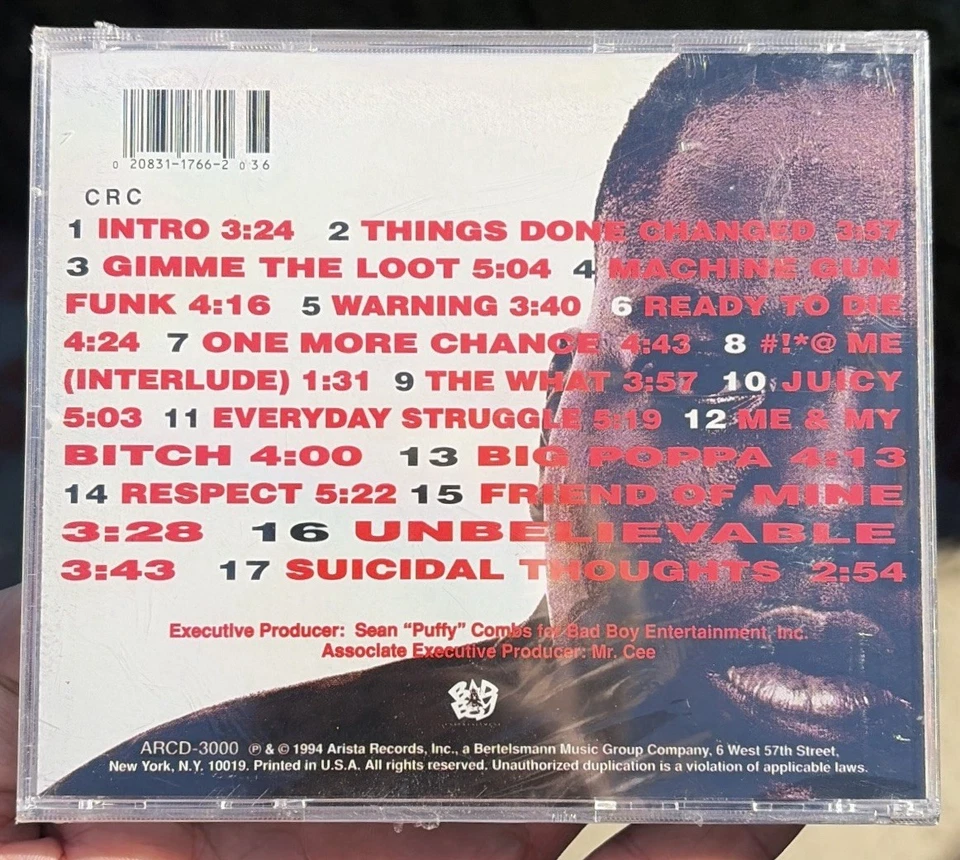 0 20831-1766-2 036
CRC
1 INTRO 3:24 2 THINGS DONE CHANGED 3:57
3 GIMME THE LOOT 5:04 4 MACHINE GUN
FUNK 4:16 5 WARNING 3:40 6 READY TO DIE
4:24 7 ONE MORE CHANCE 4:43 8 #!*@ ME
(INTERLUDE) 1:31 9 THE WHAT 3:57 10 JUICY
5:03 11 EVERYDAY STRUGGLE 5:19 12 ME & MY
BITCH 4:00 13 BIG POPPA 4:13
14 RESPECT 5:22 15 FRIEND OF MINE
3:28 16 UNBELIEVABLE
3:43 17 SUICIDAL THOUGHTS 2:54
Executive Producer: Sean "Puffy" Combs for Bad Boy Entertainment, Inc.
Associate Executive Producer: Mr. Cee
BAD
BOY
ENTERTAINMENT
ARCD-3000 ℗ & © 1994 Arista Records, Inc., a Bertelsmann Music Group Company, 6 West 57th Street,
New York, N.Y. 10019. Printed in U.S.A. All rights reserved. Unauthorized duplication is a violation of applicable laws.